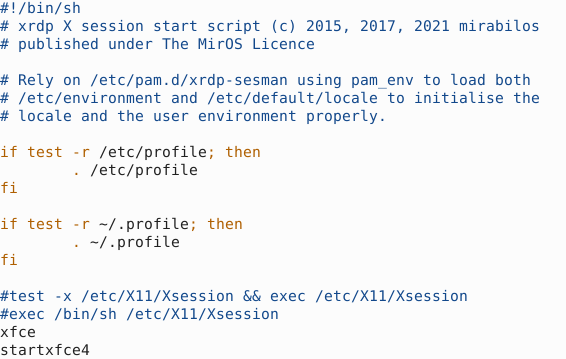 #!/bin/sh
# xrdp X session start script (c) 2015, 2017, 2021 mirabilos
# published under The MirOS Licence

# Rely on /etc/pam.d/xrdp-sesman using pam_env to load both
# /etc/environment and /etc/default/locale to initialise the
# locale and the user environment properly.

if test -r /etc/profile; then
        . /etc/profile
fi

if test -r ~/.profile; then
        . ~/.profile
fi

#test -x /etc/X11/Xsession && exec /etc/X11/Xsession
#exec /bin/sh /etc/X11/Xsession
xfce
startxfce4